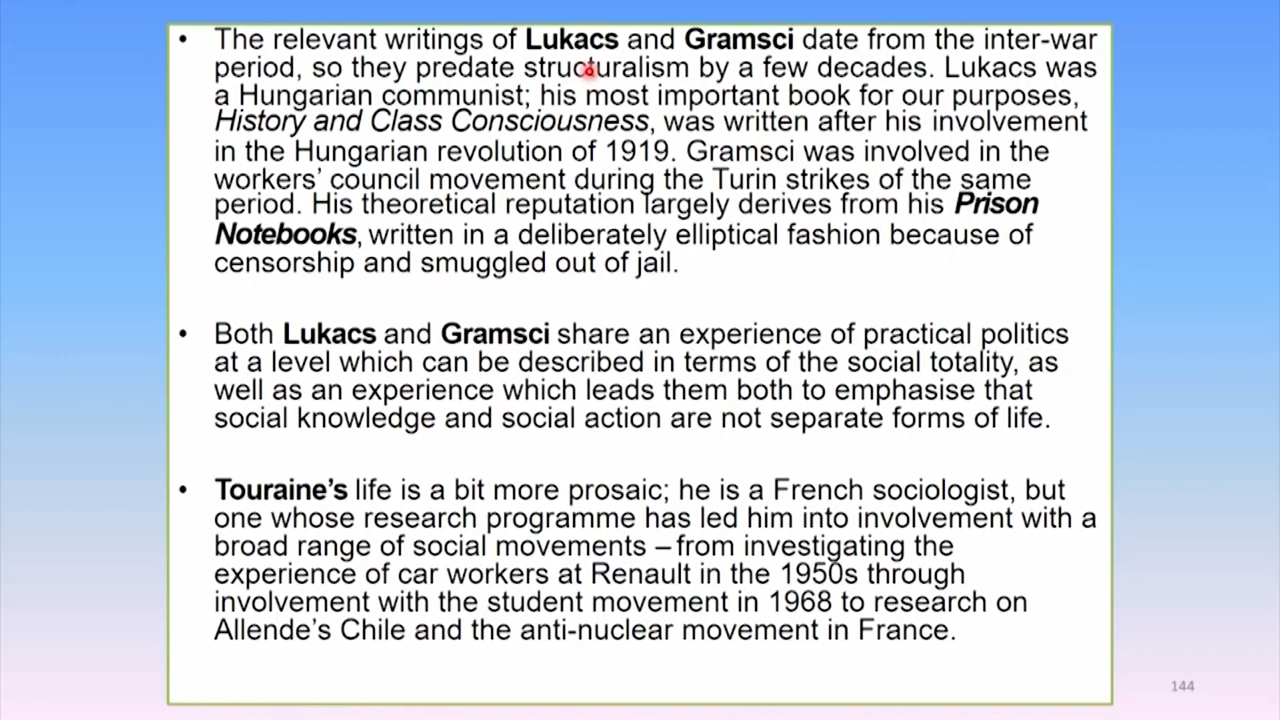 • The relevant writings of Lukacs and Gramsci date from the inter-war
period, so they predate structuralism by a few decades. Lukacs was
a Hungarian communist; his most important book for our purposes,
History and Class Consciousness, was written after his involvement
in the Hungarian revolution of 1919. Gramsci was involved in the
workers’ council movement during the Turin strikes of the same
period. His theoretical reputation largely derives from his Prison
Notebooks, written in a deliberately elliptical fashion because of
censorship and smuggled out of jail.
• Both Lukacs and Gramsci share an experience of practical politics
at a level which can be described in terms of the social totality, as
well as an experience which leads them both to emphasise that
social knowledge and social action are not separate forms of life.
• Touraine’s life is a bit more prosaic; he is a French sociologist, but
one whose research programme has led him into involvement with a
broad range of social movements – from investigating the
experience of car workers at Renault in the 1950s through
involvement with the student movement in 1968 to research on
Allende’s Chile and the anti-nuclear movement in France.
144